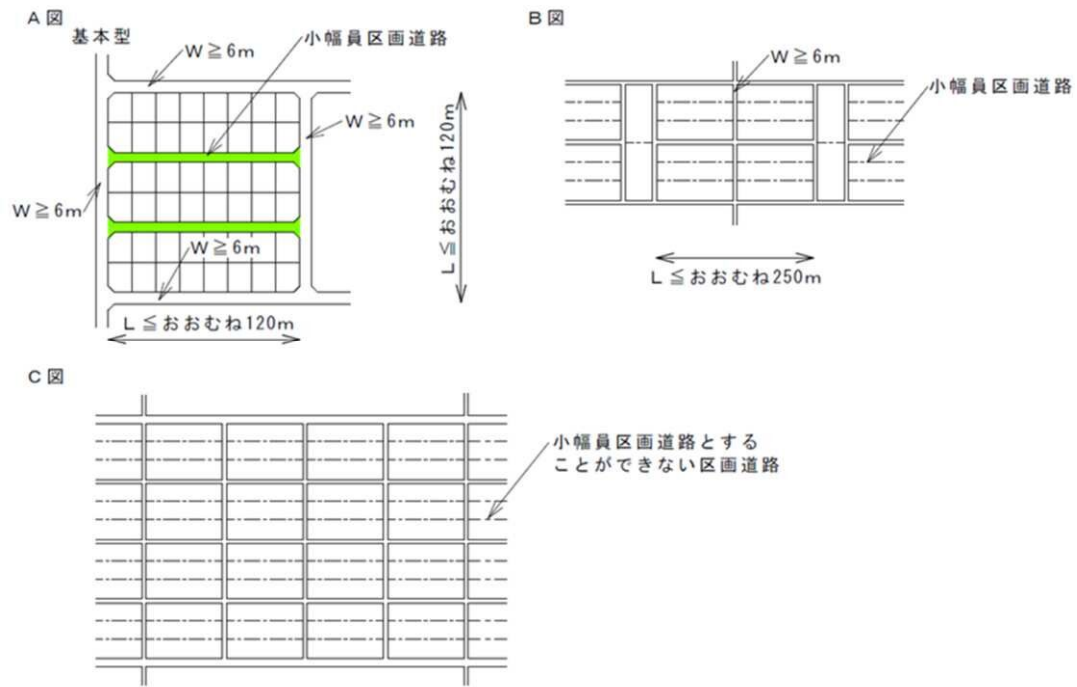 A図
基本型
W≧6m
小幅員区画道路
W≧6m
W≧6m
W≧6m
L≦おおむね120m
L≦おおむね120m
B図
W≧6m
小幅員区画道路
L≦おおむね250m
C図
小幅員区画道路とする
ことができない区画道路